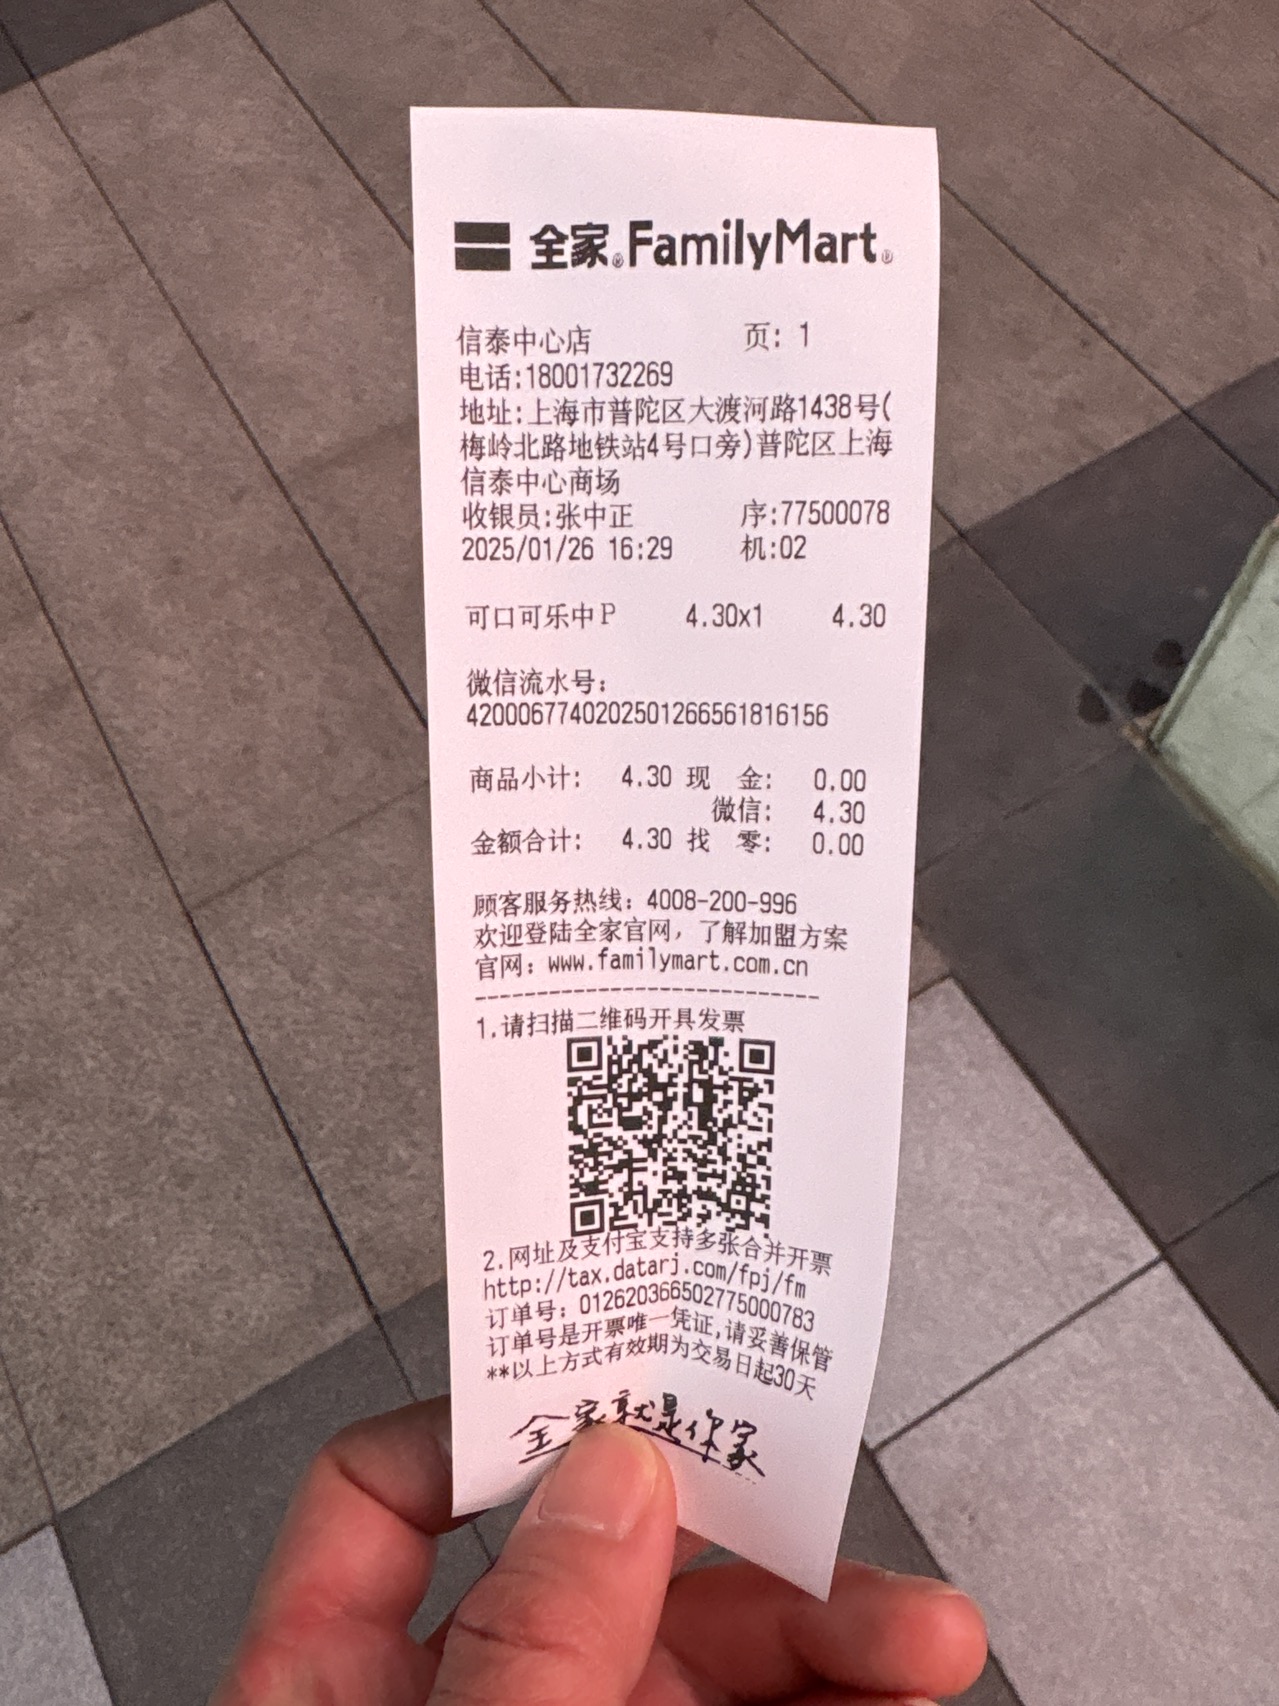 全家® FamilyMart®
信泰中心店 页: 1
电话:18001732269
地址:上海市普陀区大渡河路1438号(
梅岭北路地铁站4号口旁)普陀区上海
信泰中心商场
收银员:张中正 序:77500078
2025/01/26 16:29 机:02
可口可乐中P 4.30x1 4.30
微信流水号:
4200067740202501266561816156
商品小计: 4.30 现 金: 0.00
微信: 4.30
金额合计: 4.30 找 零: 0.00
顾客服务热线: 4008-200-996
欢迎登陆全家官网，了解加盟方案
官网: www.familymart.com.cn
----------------------------
1.请扫描二维码开具发票
2.网址及支付宝支持多张合并开票
http://tax.datarj.com/fpj/fm
订单号: 012620366502775000783
订单号是开票唯一凭证,请妥善保管
**以上方式有效期为交易日起30天
全家就是你家